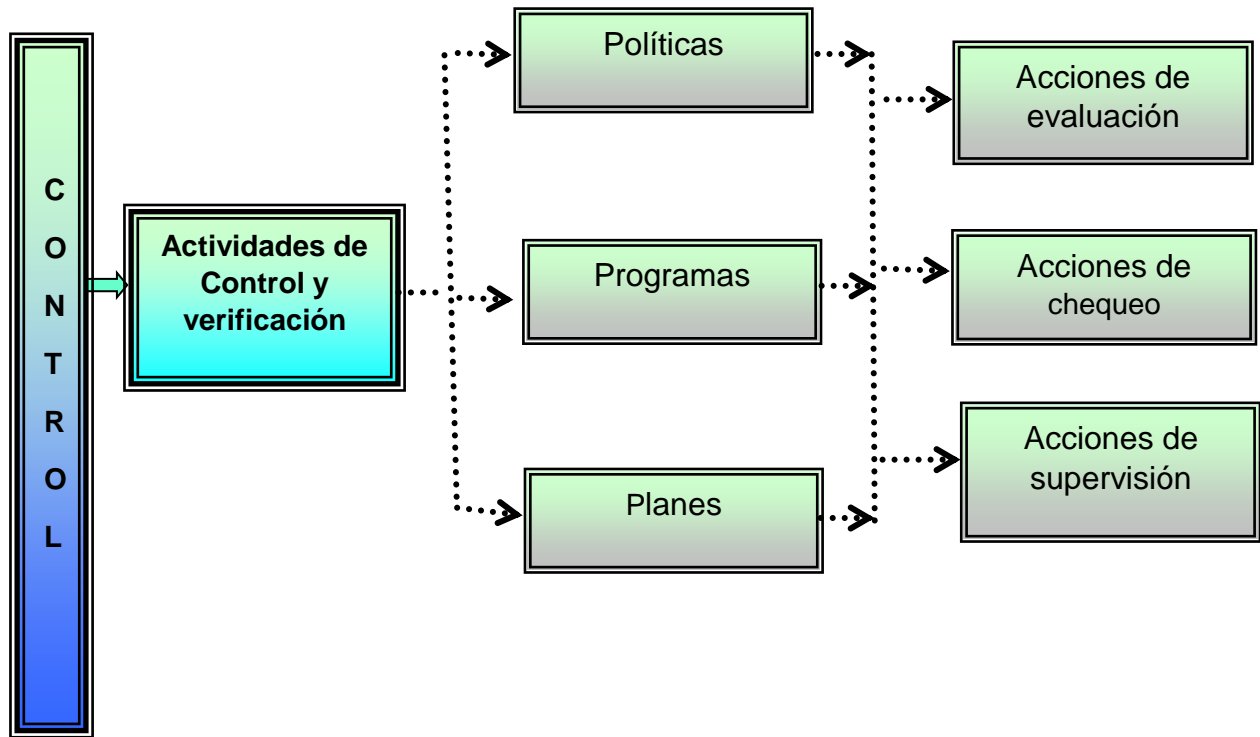 C
O
N
T
R
O
L
Actividades de
Control y
verificación
Políticas
Programas
Planes
Acciones de
evaluación
Acciones de
chequeo
Acciones de
supervisión